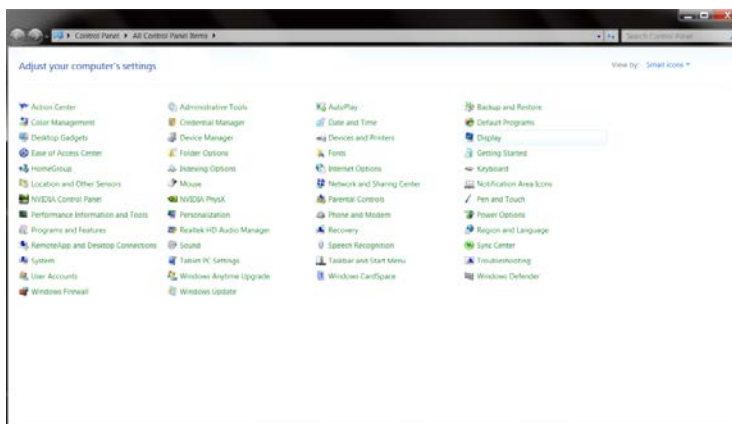 Control Panel ▸ All Control Panel Items ▸
Search Control Panel
Adjust your computer's settings
View by: Small icons
Action Center Administrative Tools AutoPlay Backup and Restore
Color Management Credential Manager Date and Time Default Programs
Desktop Gadgets Device Manager Devices and Printers Display
Ease of Access Center Folder Options Fonts Getting Started
HomeGroup Indexing Options Internet Options Keyboard
Location and Other Sensors Mouse Network and Sharing Center Notification Area Icons
NVIDIA Control Panel NVIDIA PhysX Parental Controls Pen and Touch
Performance Information and Tools Personalization Phone and Modem Power Options
Programs and Features Realtek HD Audio Manager Recovery Region and Language
RemoteApp and Desktop Connections Sound Speech Recognition Sync Center
System Tablet PC Settings Taskbar and Start Menu Troubleshooting
User Accounts Windows Anytime Upgrade Windows CardSpace Windows Defender
Windows Firewall Windows Update